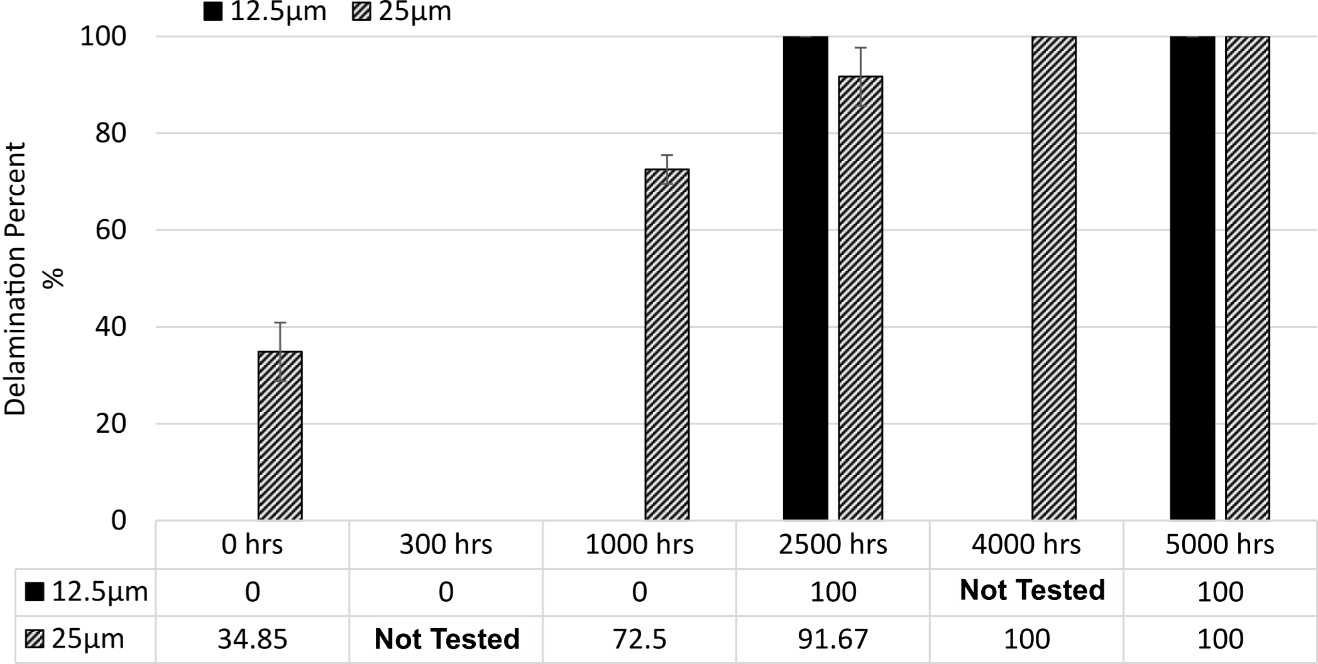 12.5µm 25µm
100
80
60
40
20
0
Delamination Percent
%
0 hrs 300 hrs 1000 hrs 2500 hrs 4000 hrs 5000 hrs
12.5µm 0 0 0 100 Not Tested 100
25µm 34.85 Not Tested 72.5 91.67 100 100